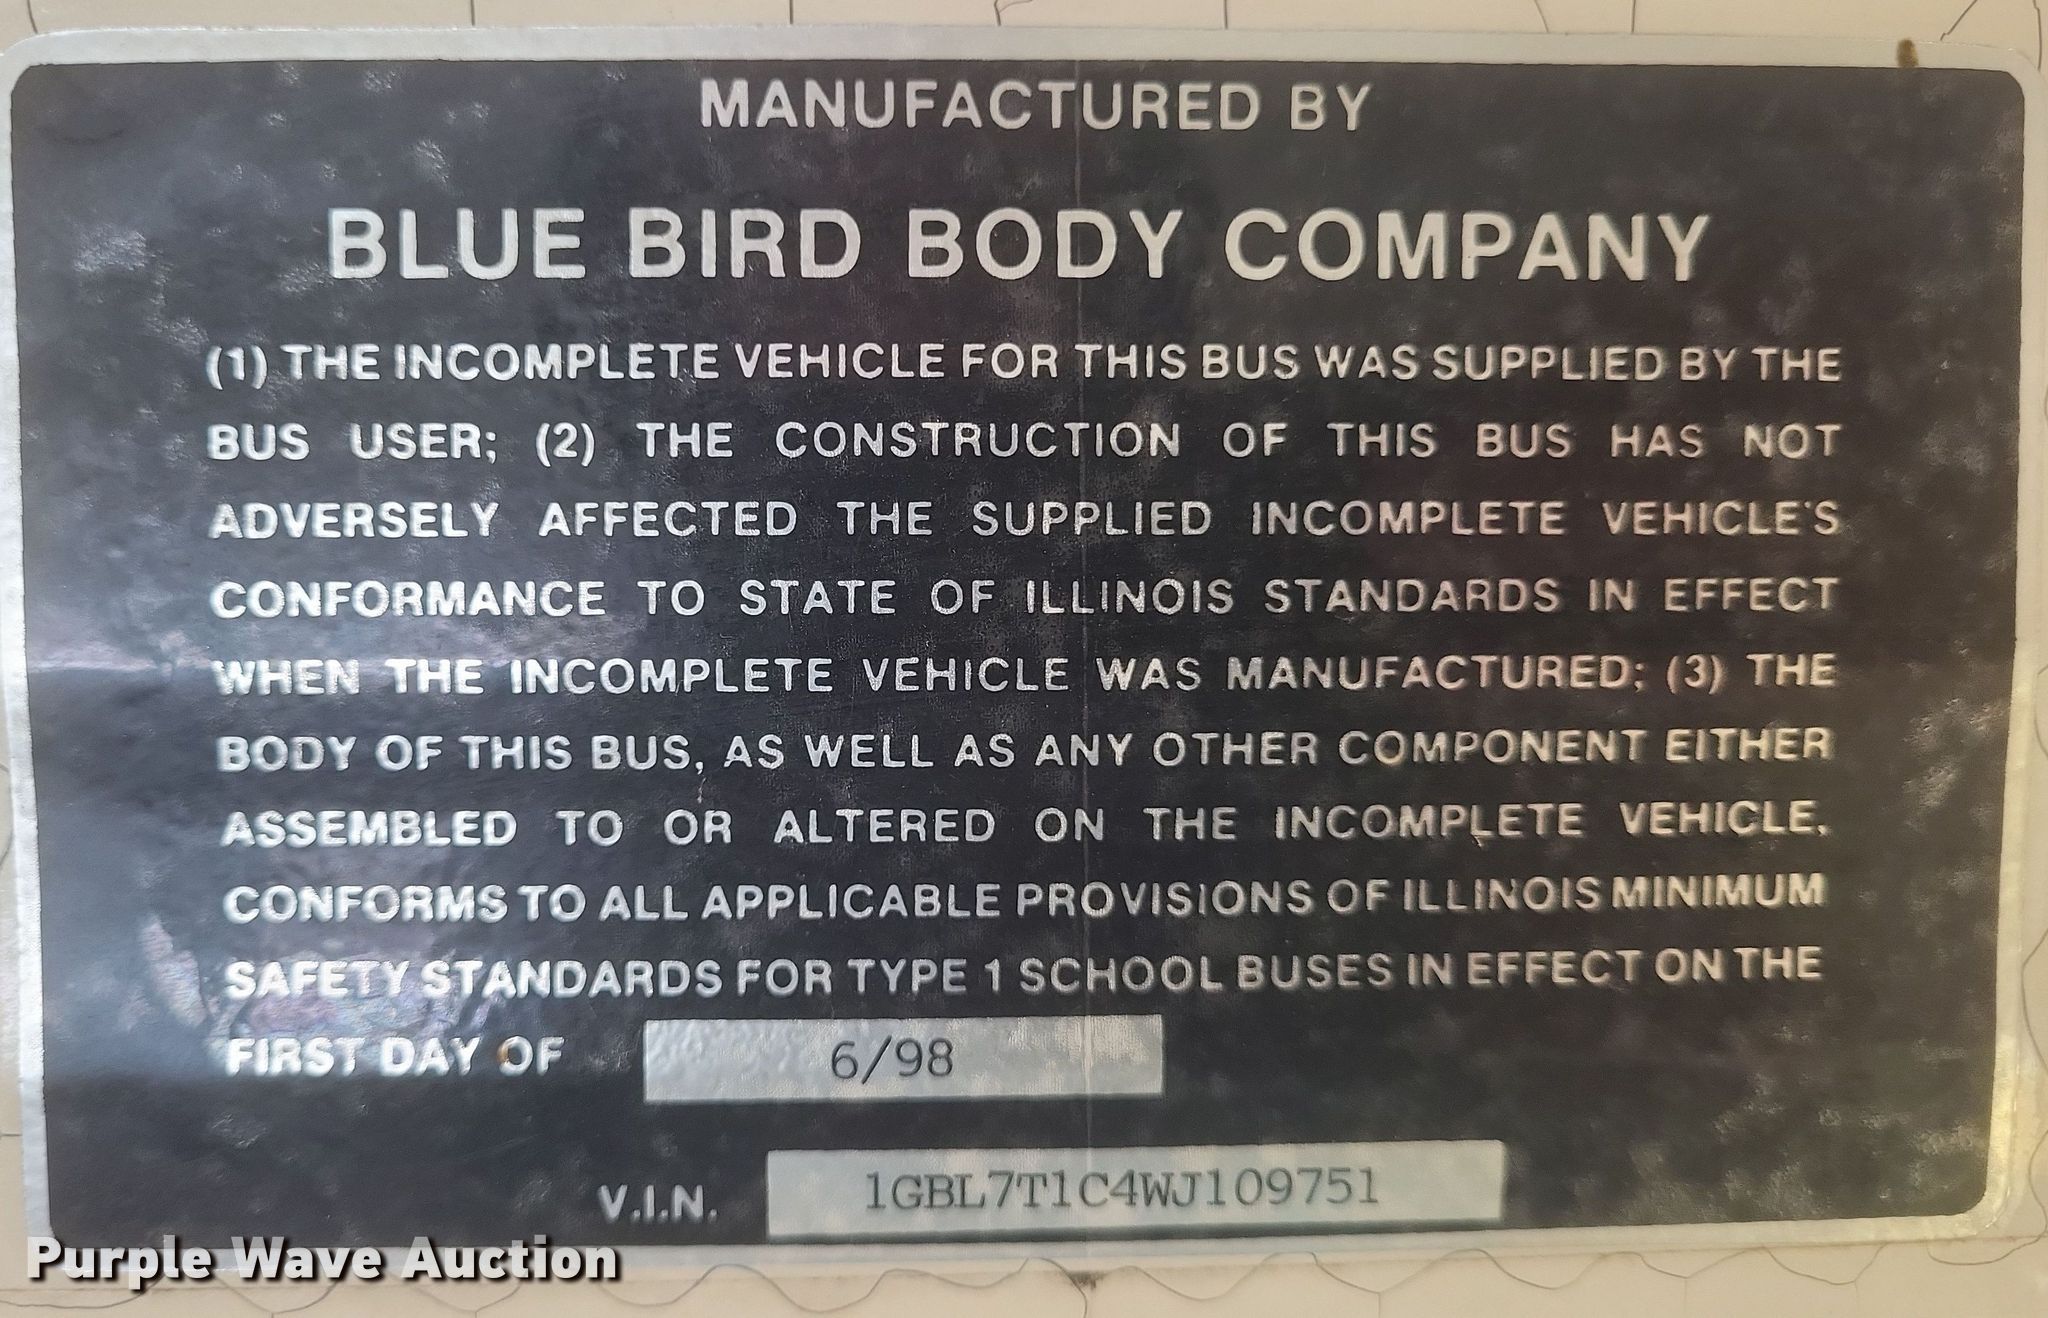 MANUFACTURED BY
BLUE BIRD BODY COMPANY
(1) THE INCOMPLETE VEHICLE FOR THIS BUS WAS SUPPLIED BY THE
BUS USER; (2) THE CONSTRUCTION OF THIS BUS HAS NOT
ADVERSELY AFFECTED THE SUPPLIED INCOMPLETE VEHICLE'S
CONFORMANCE TO STATE OF ILLINOIS STANDARDS IN EFFECT
WHEN THE INCOMPLETE VEHICLE WAS MANUFACTURED; (3) THE
BODY OF THIS BUS, AS WELL AS ANY OTHER COMPONENT EITHER
ASSEMBLED TO OR ALTERED ON THE INCOMPLETE VEHICLE,
CONFORMS TO ALL APPLICABLE PROVISIONS OF ILLINOIS MINIMUM
SAFETY STANDARDS FOR TYPE 1 SCHOOL BUSES IN EFFECT ON THE
FIRST DAY OF 6/98
V.I.N. 1GBL7T1C4WJ109751
Purple Wave Auction